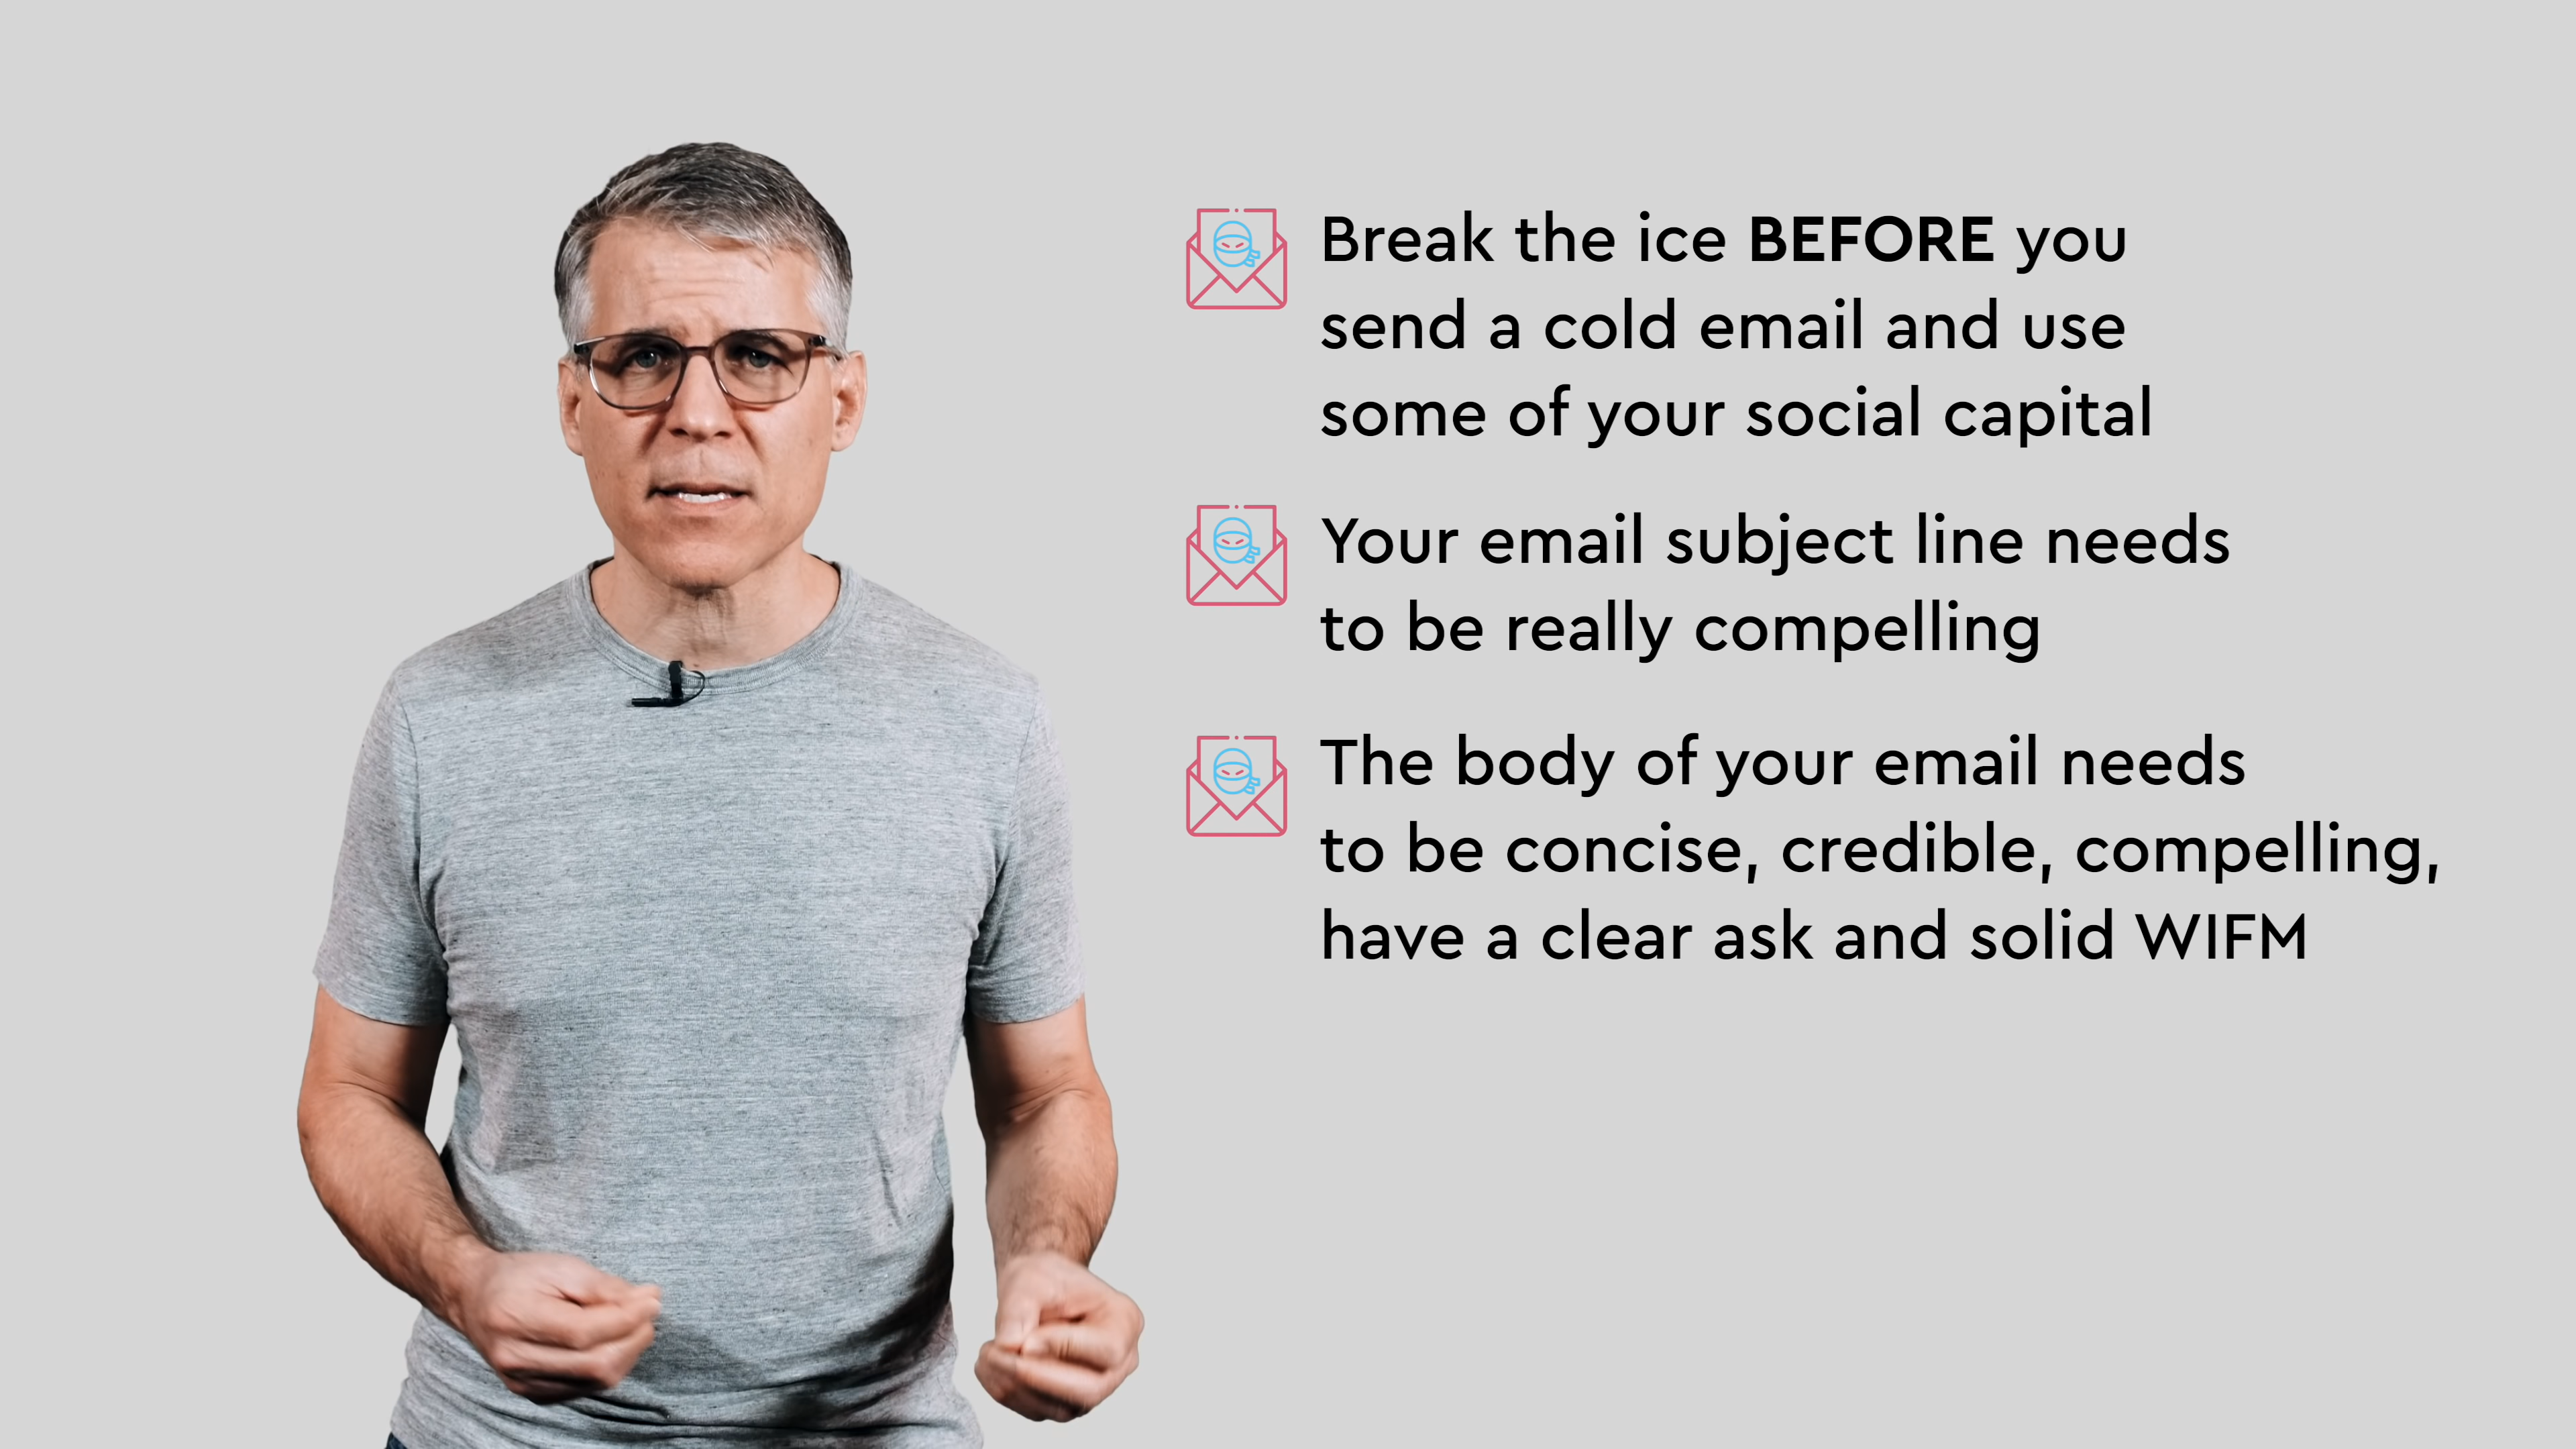 Break the ice BEFORE you
send a cold email and use
some of your social capital
Your email subject line needs
to be really compelling
The body of your email needs
to be concise, credible, compelling,
have a clear ask and solid WIFM